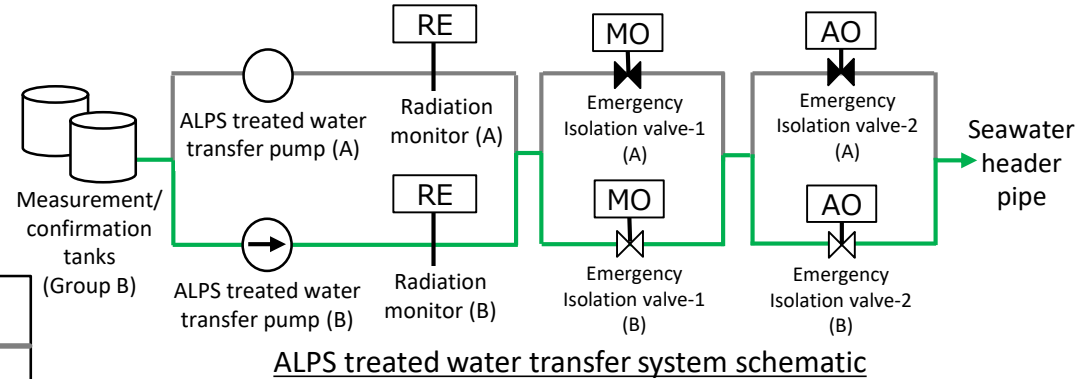 RE
MO
AO
ALPS treated water
transfer pump (A)
Radiation
monitor (A)
Emergency
Isolation valve-1
(A)
Emergency
Isolation valve-2
(A)
Seawater
header
pipe
Measurement/
confirmation
tanks
(Group B)
RE
MO
AO
ALPS treated water
transfer pump (B)
Radiation
monitor (B)
Emergency
Isolation valve-1
(B)
Emergency
Isolation valve-2
(B)
ALPS treated water transfer system schematic